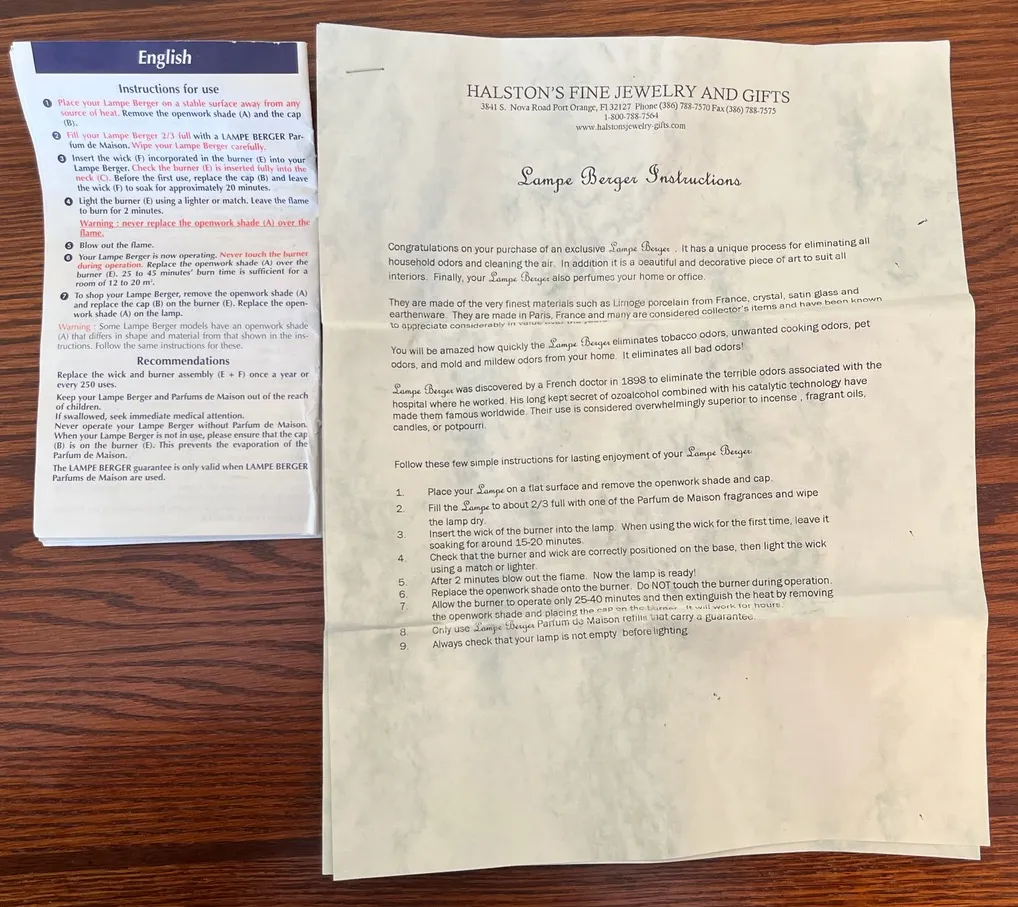 English
Instructions for use
❶ Place your Lampe Berger on a stable surface away from any
source of heat. Remove the openwork shade (A) and the cap
(B).
❷ Fill your Lampe Berger 2/3 full with a LAMPE BERGER Par-
fum de Maison. Wipe your Lampe Berger carefully.
❸ Insert the wick (F) incorporated in the burner (E) into your
Lampe Berger. Check the burner (E) is inserted fully into the
neck (C). Before the first use, replace the cap (B) and leave
the wick (F) to soak for approximately 20 minutes.
❹ Light the burner (E) using a lighter or match. Leave the flame
to burn for 2 minutes.
Warning : never replace the openwork shade (A) over the
flame.
❺ Blow out the flame.
❻ Your Lampe Berger is now operating. Never touch the burner
during operation. Replace the openwork shade (A) over the
burner (E). 25 to 45 minutes' burn time is sufficient for a
room of 12 to 20 m².
❼ To shop your Lampe Berger, remove the openwork shade (A)
and replace the cap (B) on the burner (E). Replace the open-
work shade (A) on the lamp.
Warning : Some Lampe Berger models have an openwork shade
(A) that differs in shape and material from that shown in the ins-
tructions. Follow the same instructions for these.
Recommendations
Replace the wick and burner assembly (E + F) once a year or
every 250 uses.
Keep your Lampe Berger and Parfums de Maison out of the reach
of children.
If swallowed, seek immediate medical attention.
Never operate your Lampe Berger without Parfum de Maison.
When your Lampe Berger is not in use, please ensure that the cap
(B) is on the burner (E). This prevents the evaporation of the
Parfum de Maison.
The LAMPE BERGER guarantee is only valid when LAMPE BERGER
Parfums de Maison are used.
HALSTON'S FINE JEWELRY AND GIFTS
3841 S. Nova Road Port Orange, Fl 32127 Phone (386) 788-7570 Fax (386) 788-7575
1-800-788-7564
www.halstonsjewelry-gifts.com
Lampe Berger Instructions
Congratulations on your purchase of an exclusive Lampe Berger . It has a unique process for eliminating all
household odors and cleaning the air. In addition it is a beautiful and decorative piece of art to suit all
interiors. Finally, your Lampe Berger also perfumes your home or office.
They are made of the very finest materials such as Limoge porcelain from France, crystal, satin glass and
earthenware. They are made in Paris, France and many are considered collector's items and have been known
to appreciate considerably in value over the years.
You will be amazed how quickly the Lampe Berger eliminates tobacco odors, unwanted cooking odors, pet
odors, and mold and mildew odors from your home. It eliminates all bad odors!
Lampe Berger was discovered by a French doctor in 1898 to eliminate the terrible odors associated with the
hospital where he worked. His long kept secret of ozoalcohol combined with his catalytic technology have
made them famous worldwide. Their use is considered overwhelmingly superior to incense , fragrant oils,
candles, or potpourri.
Follow these few simple instructions for lasting enjoyment of your Lampe Berger
1. Place your Lampe on a flat surface and remove the openwork shade and cap.
2. Fill the Lampe to about 2/3 full with one of the Parfum de Maison fragrances and wipe
the lamp dry.
3. Insert the wick of the burner into the lamp. When using the wick for the first time, leave it
soaking for around 15-20 minutes.
4. Check that the burner and wick are correctly positioned on the base, then light the wick
using a match or lighter.
5. After 2 minutes blow out the flame. Now the lamp is ready!
6. Replace the openwork shade onto the burner. Do NOT touch the burner during operation.
7. Allow the burner to operate only 25-40 minutes and then extinguish the heat by removing
the openwork shade and placing the cap on the burner. It will work for hours.
8. Only use Lampe Berger Parfum de Maison refills that carry a guarantee.
9. Always check that your lamp is not empty before lighting.